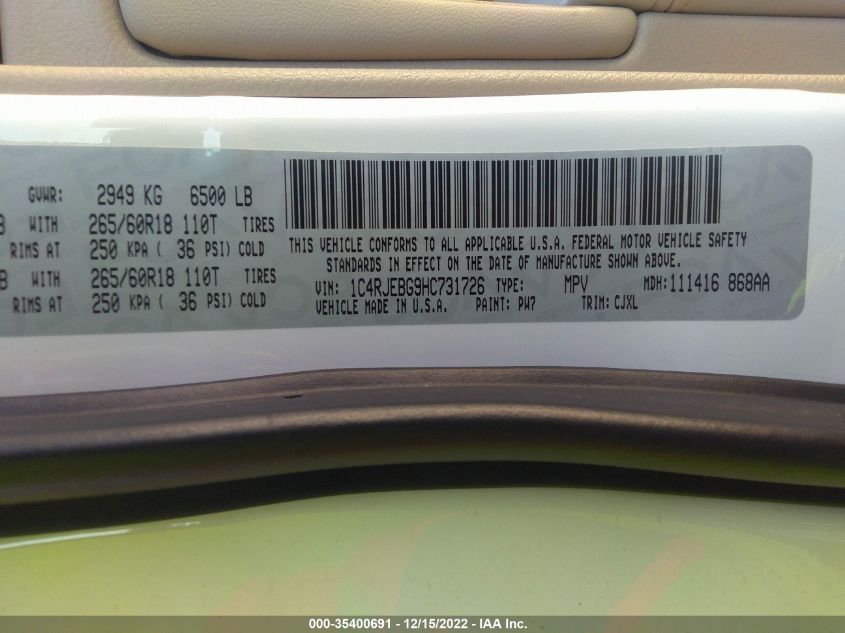 GVWR: 2949 KG 6500 LB
B WITH 265/60R18 110T TIRES
RIMS AT 250 KPA ( 36 PSI) COLD
B WITH 265/60R18 110T TIRES
RIMS AT 250 KPA ( 36 PSI) COLD
THIS VEHICLE CONFORMS TO ALL APPLICABLE U.S.A. FEDERAL MOTOR VEHICLE SAFETY
STANDARDS IN EFFECT ON THE DATE OF MANUFACTURE SHOWN ABOVE.
VIN: 1C4RJEBG9HC731726 TYPE: MPV MDH:111416 868AA
VEHICLE MADE IN U.S.A. PAINT: PW7 TRIM: CJXL
000-35400691 - 12/15/2022 - IAA Inc.